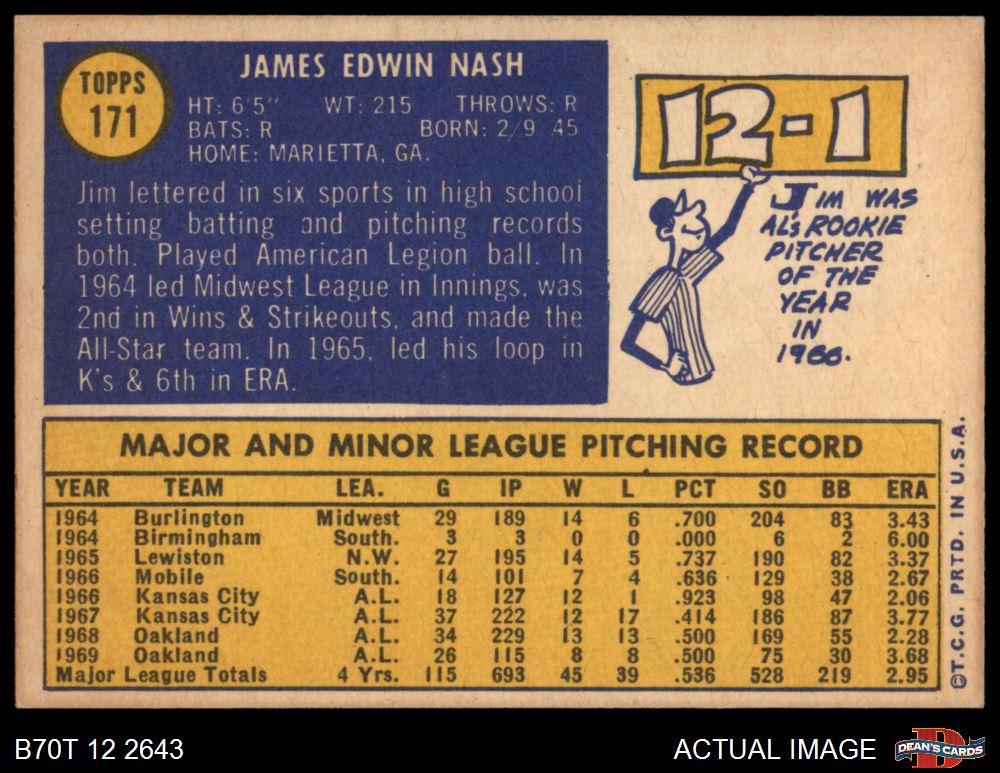 TOPPS
171
JAMES EDWIN NASH
HT: 6'5" WT: 215 THROWS: R
BATS: R BORN: 2/9 45
HOME: MARIETTA, GA.
Jim lettered in six sports in high school
setting batting and pitching records
both. Played American Legion ball. In
1964 led Midwest League in Innings, was
2nd in Wins & Strikeouts, and made the
All-Star team. In 1965, led his loop in
K's & 6th in ERA.
12-1
JIM WAS
AL'S ROOKIE
PITCHER
OF THE
YEAR
IN
1966.
MAJOR AND MINOR LEAGUE PITCHING RECORD
YEAR TEAM LEA. G IP W L PCT SO BB ERA
1964 Burlington Midwest 29 189 14 6 .700 204 83 3.43
1964 Birmingham South. 3 3 0 0 .000 6 2 6.00
1965 Lewiston N.W. 27 195 14 5 .737 190 82 3.37
1966 Mobile South. 14 101 7 4 .636 129 38 2.67
1966 Kansas City A.L. 18 127 12 1 .923 98 47 2.06
1967 Kansas City A.L. 37 222 12 17 .414 186 87 3.77
1968 Oakland A.L. 34 229 13 13 .500 169 55 2.28
1969 Oakland A.L. 26 115 8 8 .500 75 30 3.68
Major League Totals 4 Yrs. 115 693 45 39 .536 528 219 2.95
©T.C.G. PRTD. IN U.S.A.
B70T 12 2643
ACTUAL IMAGE
D
DEAN'S CARDS